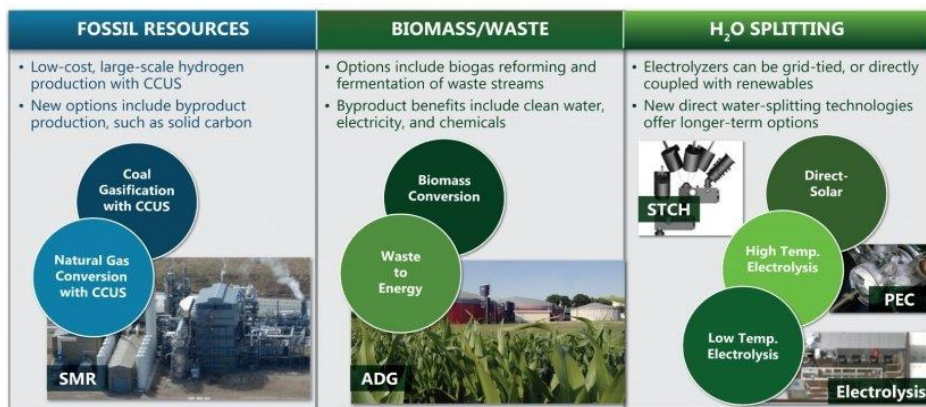 FOSSIL RESOURCES
• Low-cost, large-scale hydrogen
production with CCUS
• New options include byproduct
production, such as solid carbon
Coal
Gasification
with CCUS
Natural Gas
Conversion
with CCUS
SMR
BIOMASS/WASTE
• Options include biogas reforming and
fermentation of waste streams
• Byproduct benefits include clean water,
electricity, and chemicals
Biomass
Conversion
Waste
to
Energy
ADG
H₂O SPLITTING
• Electrolyzers can be grid-tied, or directly
coupled with renewables
• New direct water-splitting technologies
offer longer-term options
STCH
Direct-
Solar
High Temp.
Electrolysis
PEC
Low Temp.
Electrolysis
Electrolysis